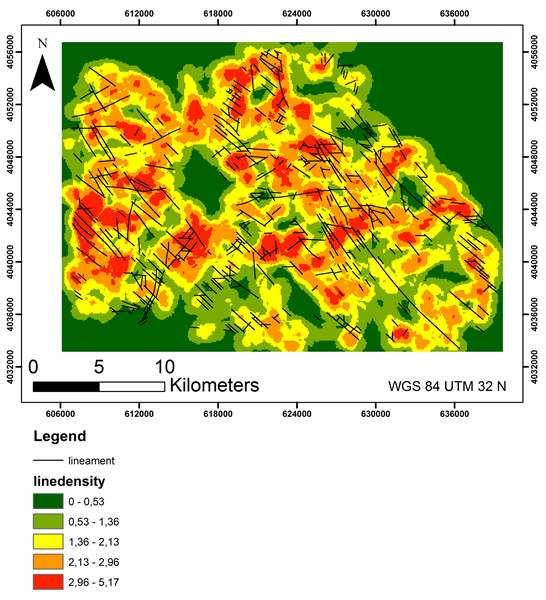 606000 612000 618000 624000 630000 636000
N
4056000 4056000
4052000 4052000
4048000 4048000
4044000 4044000
4040000 4040000
4036000 4036000
4032000 4032000
0 5 10
Kilometers
WGS 84 UTM 32 N
606000 612000 618000 624000 630000 636000
Legend
lineament
linedensity
0 - 0,53
0,53 - 1,36
1,36 - 2,13
2,13 - 2,96
2,96 - 5,17